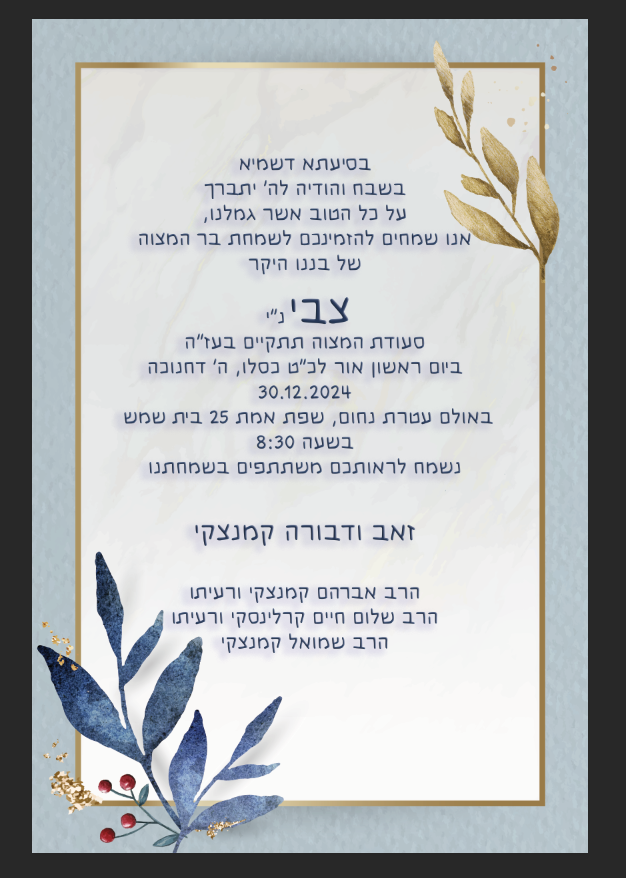 בסיעתא דשמיא
בשבח והודיה לה' יתברך
על כל הטוב אשר גמלנו,
אנו שמחים להזמינכם לשמחת בר המצוה
של בננו היקר
צבי נ"י
סעודת המצוה תתקיים בעז"ה
ביום ראשון אור לכ"ט כסלו, ה' דחנוכה
30.12.2024
באולם עטרת נחום, שפת אמת 25 בית שמש
בשעה 8:30
נשמח לראותכם משתתפים בשמחתנו
זאב ודבורה קמנצקי
הרב אברהם קמנצקי ורעיתו
הרב שלום חיים קרלינסקי ורעיתו
הרב שמואל קמנצקי